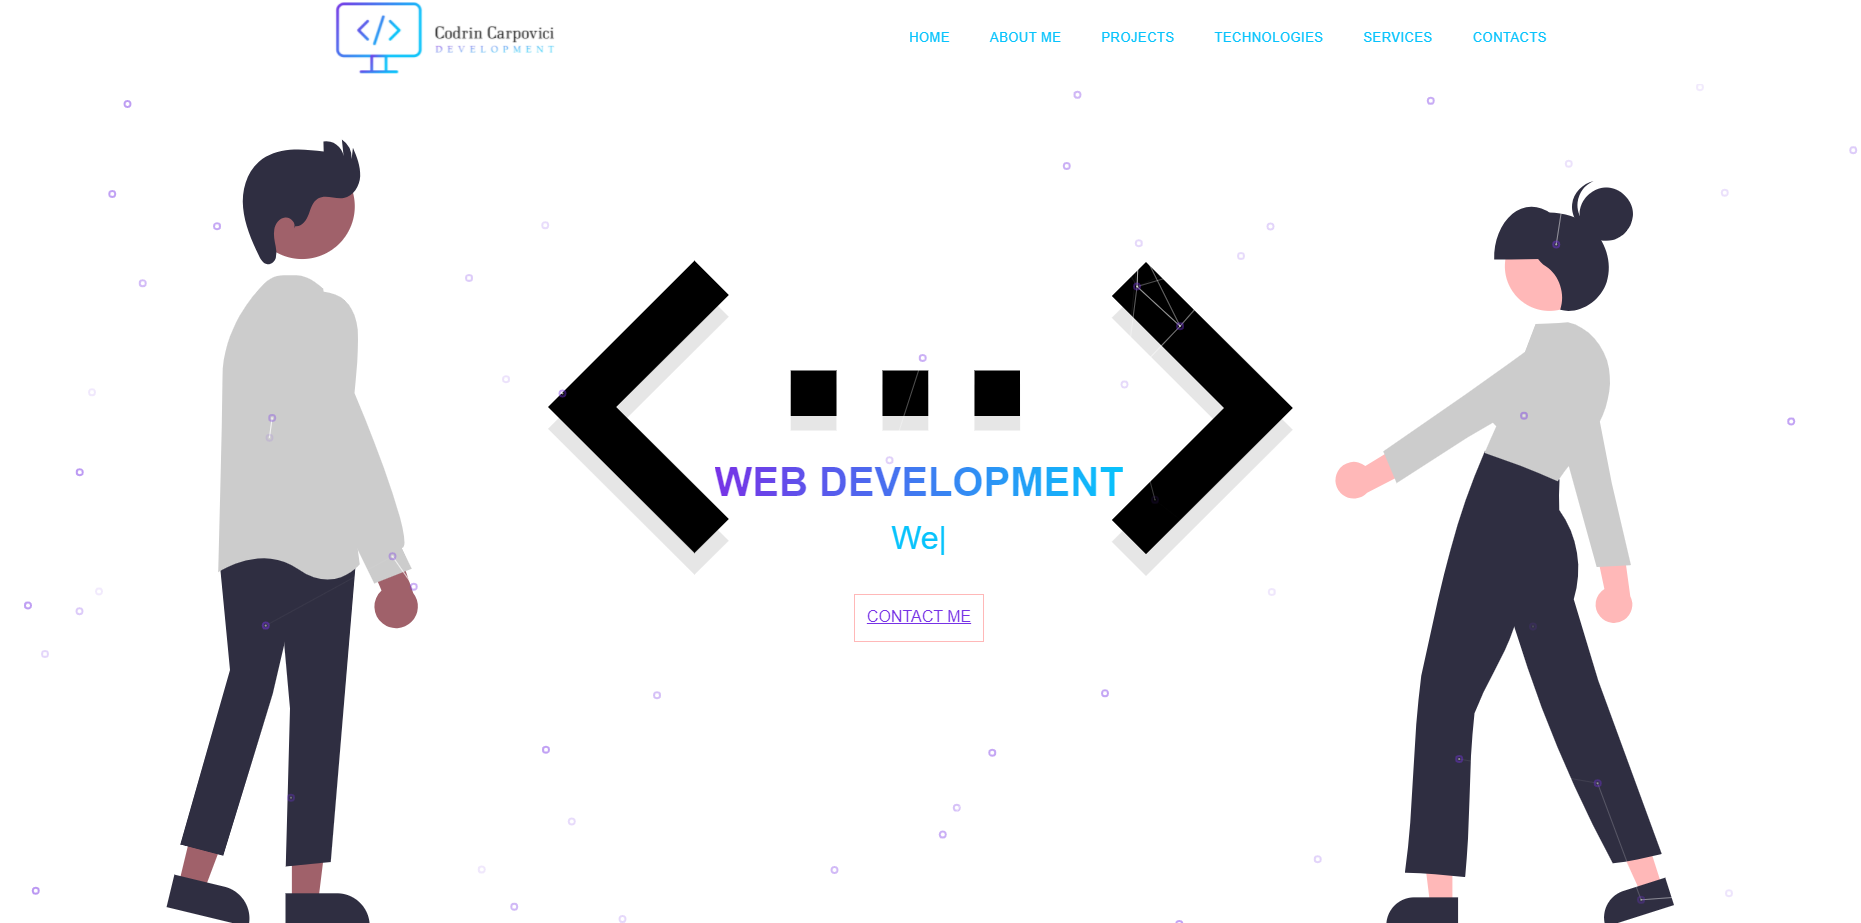 Codrin Carpovici
DEVELOPMENT
HOME ABOUT ME PROJECTS TECHNOLOGIES SERVICES CONTACTS
WEB DEVELOPMENT
We|
CONTACT ME